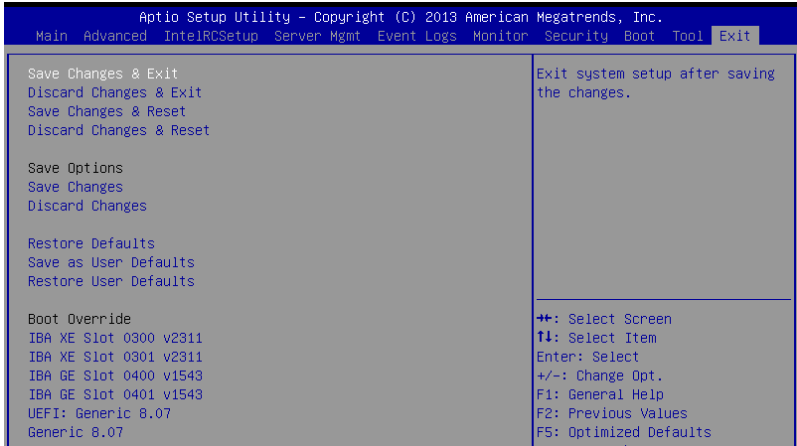 Aptio Setup Utility – Copyright (C) 2013 American Megatrends, Inc.
Main Advanced IntelRCSetup Server Mgmt Event Logs Monitor Security Boot Tool Exit
Save Changes & Exit
Discard Changes & Exit
Save Changes & Reset
Discard Changes & Reset
Save Options
Save Changes
Discard Changes
Restore Defaults
Save as User Defaults
Restore User Defaults
Boot Override
IBA XE Slot 0300 v2311
IBA XE Slot 0301 v2311
IBA GE Slot 0400 v1543
IBA GE Slot 0401 v1543
UEFI: Generic 8.07
Generic 8.07
Exit system setup after saving
the changes.
→←: Select Screen
↑↓: Select Item
Enter: Select
+/-: Change Opt.
F1: General Help
F2: Previous Values
F5: Optimized Defaults